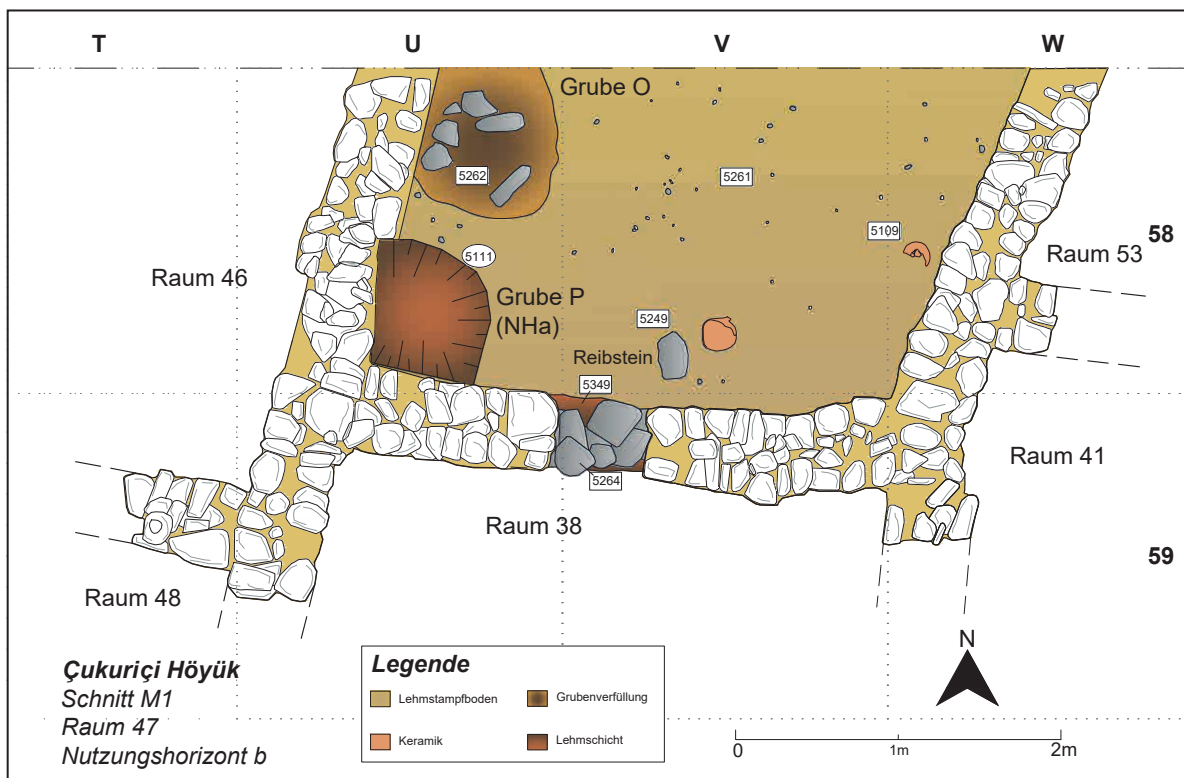 T U V W
Grube O
5262
5261
5109
58
Raum 53
Raum 46
5111
Grube P
(NHa)
5249
Reibstein
5349
Raum 41
5264
Raum 38
59
Raum 48
N
Çukuriçi Höyük
Schnitt M1
Raum 47
Nutzungshorizont b
Legende
Lehmstampfboden Grubenverfüllung
Keramik Lehmschicht
0 1m 2m